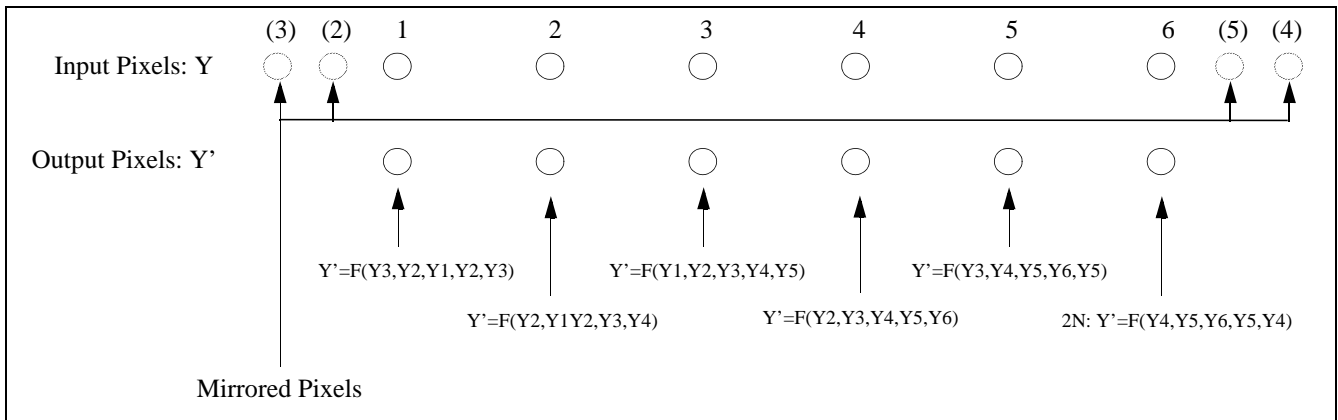 (3) (2) 1 2 3 4 5 6 (5) (4)
Input Pixels: Y
Output Pixels: Y’
Y’=F(Y3,Y2,Y1,Y2,Y3) Y’=F(Y1,Y2,Y3,Y4,Y5) Y’=F(Y3,Y4,Y5,Y6,Y5)
Y’=F(Y2,Y1Y2,Y3,Y4) Y’=F(Y2,Y3,Y4,Y5,Y6) 2N: Y’=F(Y4,Y5,Y6,Y5,Y4)
Mirrored Pixels